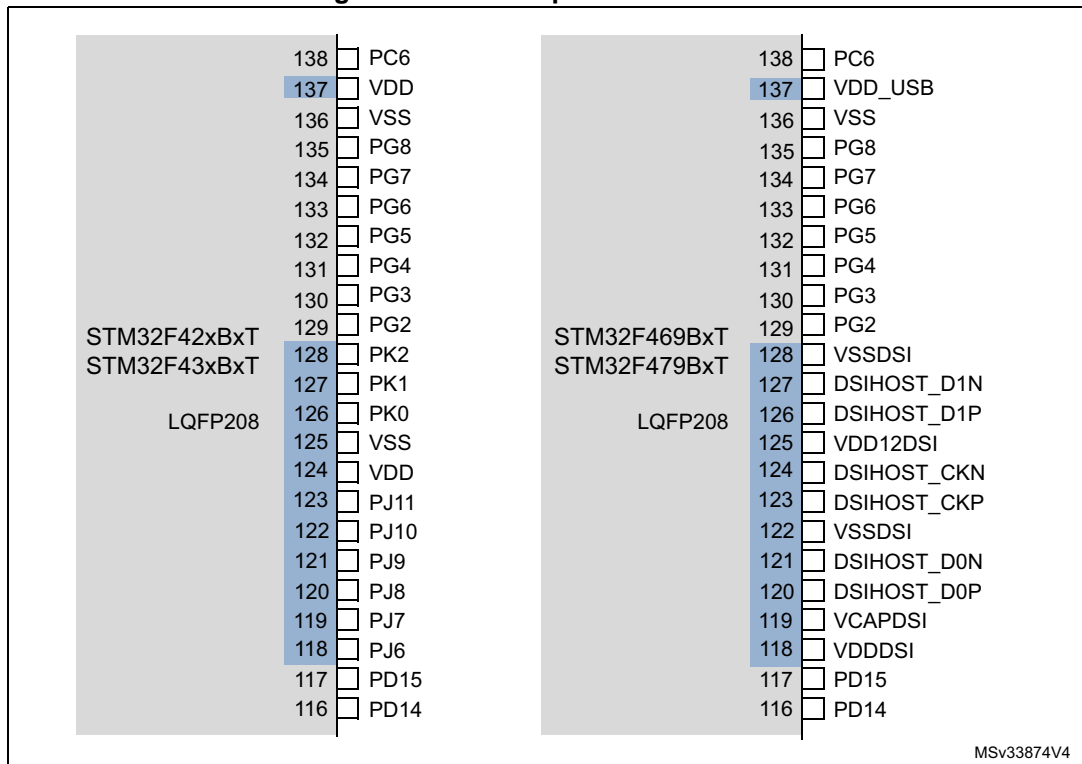 138 PC6
137 VDD
136 VSS
135 PG8
134 PG7
133 PG6
132 PG5
131 PG4
130 PG3
129 PG2
128 PK2
127 PK1
126 PK0
125 VSS
124 VDD
123 PJ11
122 PJ10
121 PJ9
120 PJ8
119 PJ7
118 PJ6
117 PD15
116 PD14
STM32F42xBxT
STM32F43xBxT
LQFP208
138 PC6
137 VDD_USB
136 VSS
135 PG8
134 PG7
133 PG6
132 PG5
131 PG4
130 PG3
129 PG2
128 VSSDSI
127 DSIHOST_D1N
126 DSIHOST_D1P
125 VDD12DSI
124 DSIHOST_CKN
123 DSIHOST_CKP
122 VSSDSI
121 DSIHOST_D0N
120 DSIHOST_D0P
119 VCAPDSI
118 VDDDSI
117 PD15
116 PD14
STM32F469BxT
STM32F479BxT
LQFP208
MSv33874V4